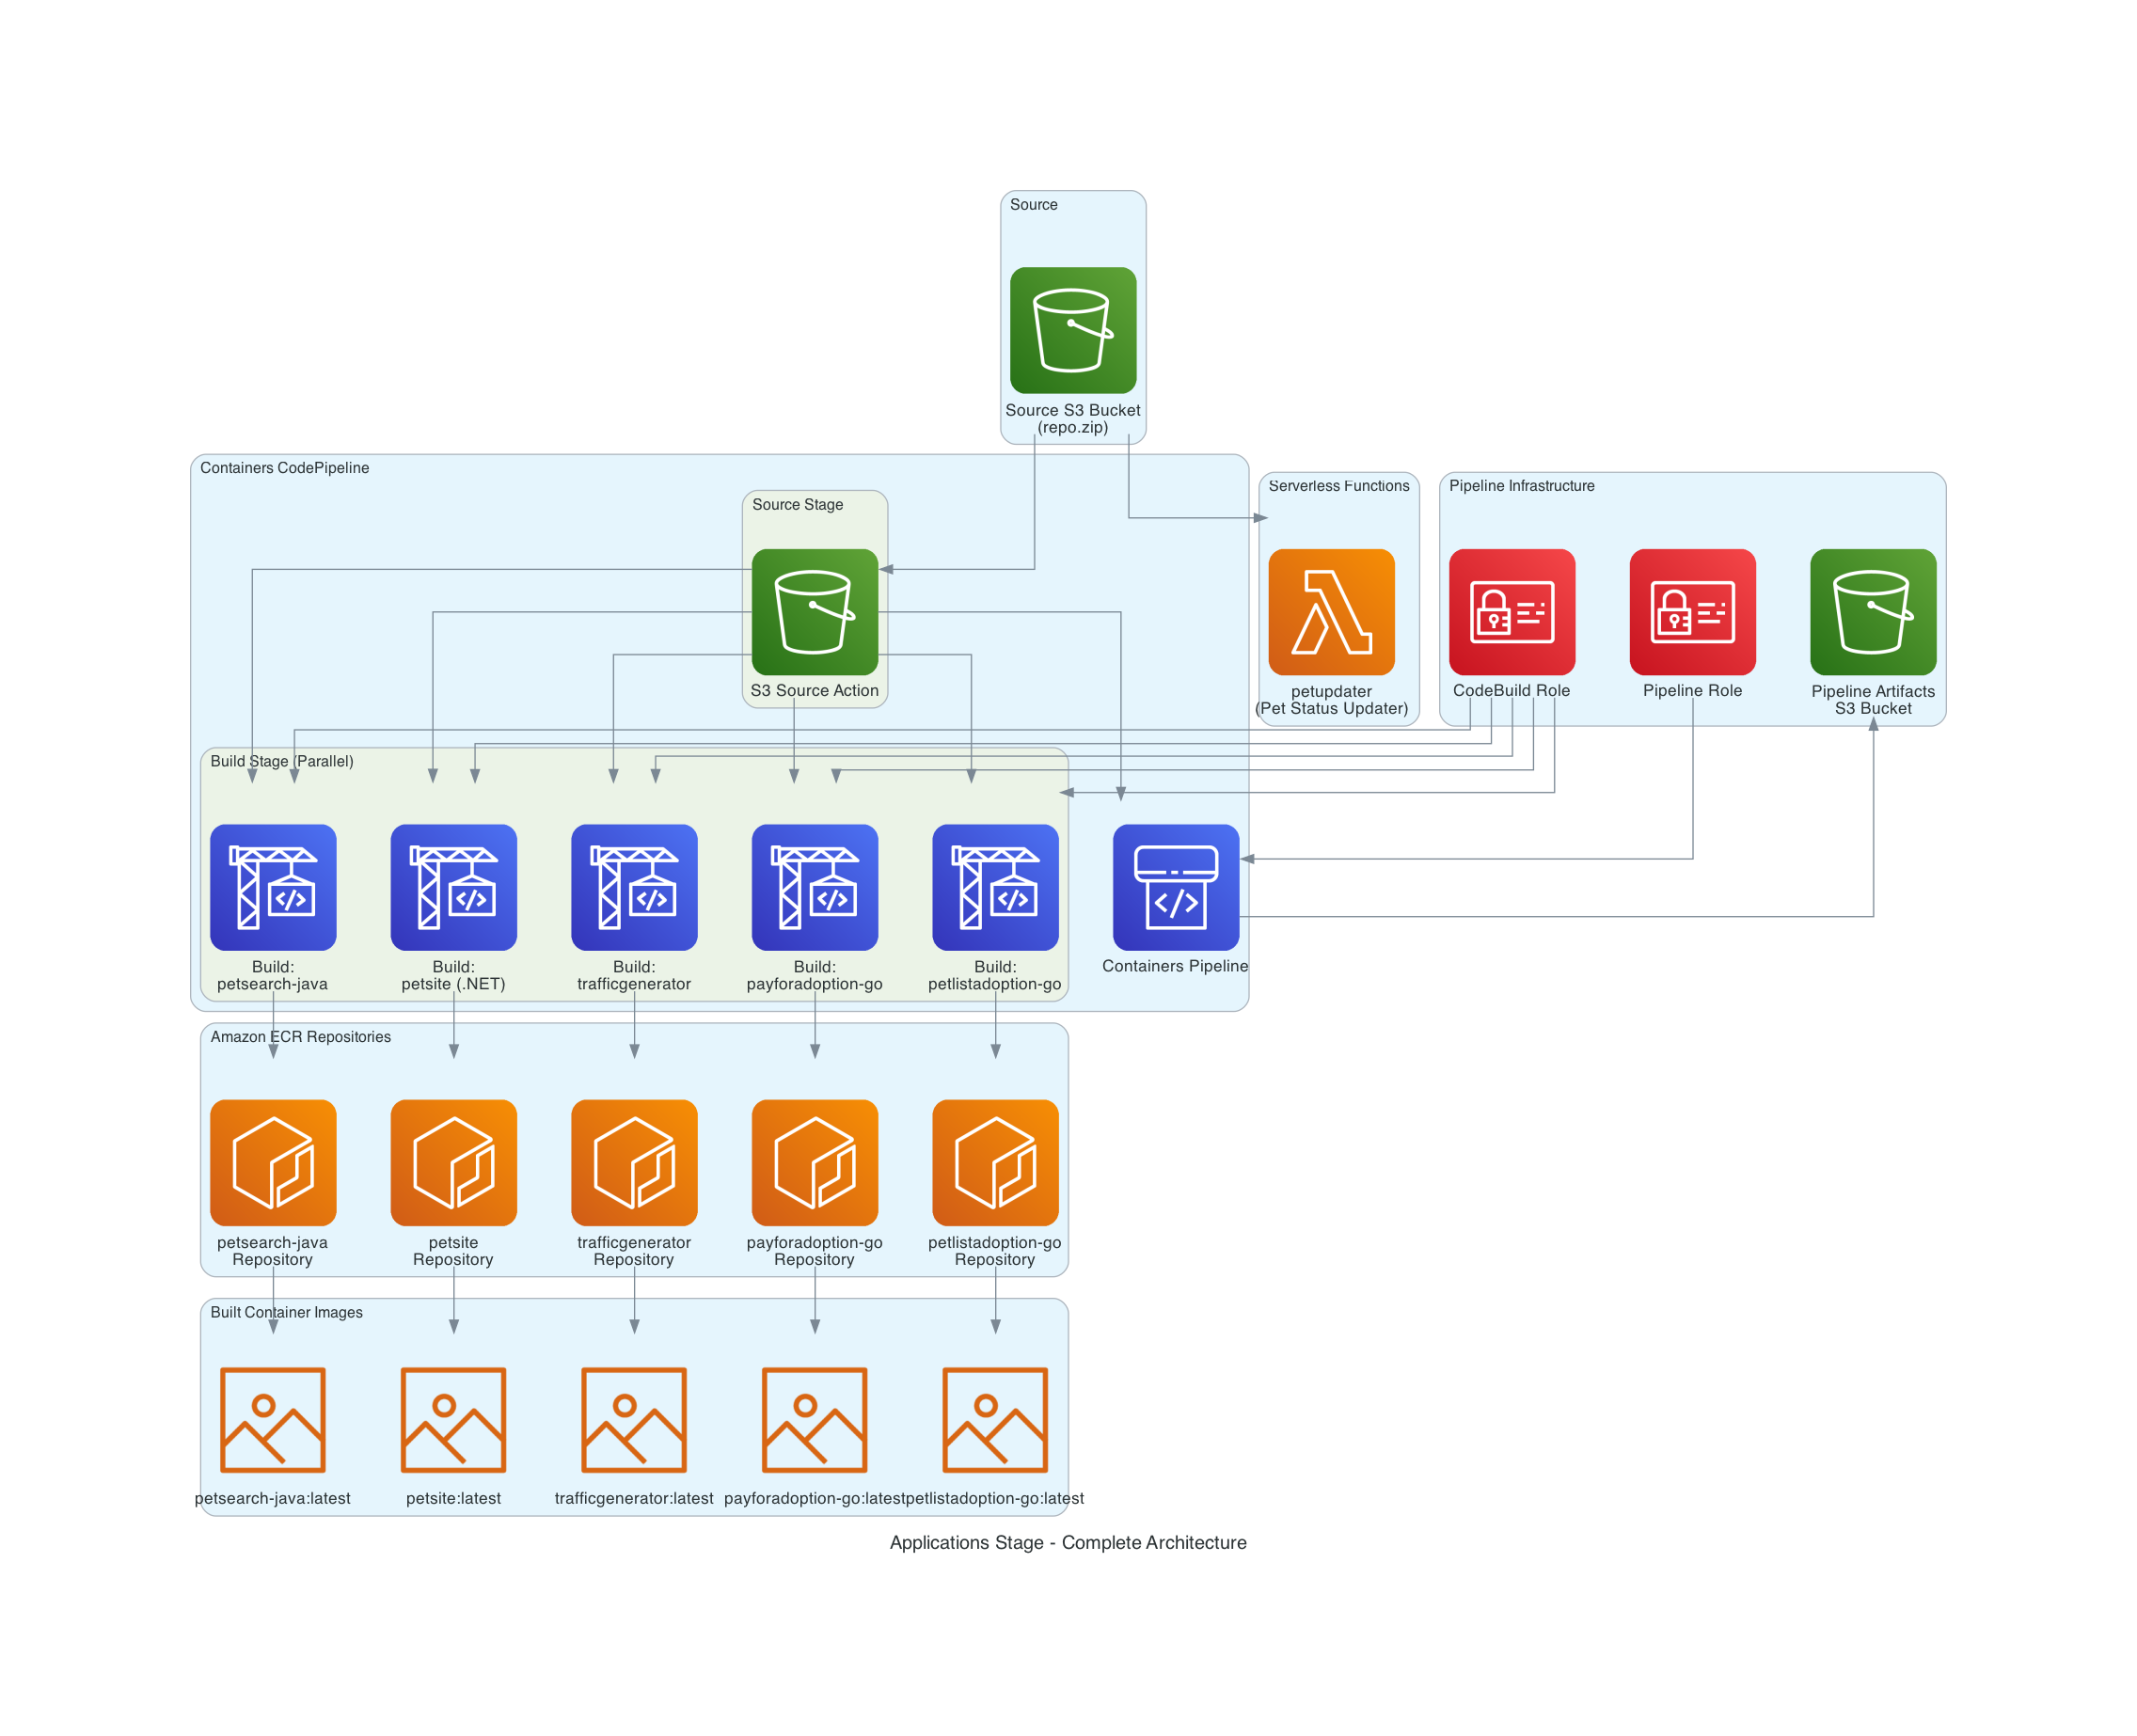 Source
Source S3 Bucket
(repo.zip)
Containers CodePipeline
Source Stage
S3 Source Action
Serverless Functions
petupdater
(Pet Status Updater)
Pipeline Infrastructure
CodeBuild Role
Pipeline Role
Pipeline Artifacts
S3 Bucket
Build Stage (Parallel)
Build:
petsearch-java
Build:
petsite (.NET)
Build:
trafficgenerator
Build:
payforadoption-go
Build:
petlistadoption-go
Containers Pipeline
Amazon ECR Repositories
petsearch-java
Repository
petsite
Repository
trafficgenerator
Repository
payforadoption-go
Repository
petlistadoption-go
Repository
Built Container Images
petsearch-java:latest
petsite:latest
trafficgenerator:latest
payforadoption-go:latest
petlistadoption-go:latest
Applications Stage - Complete Architecture